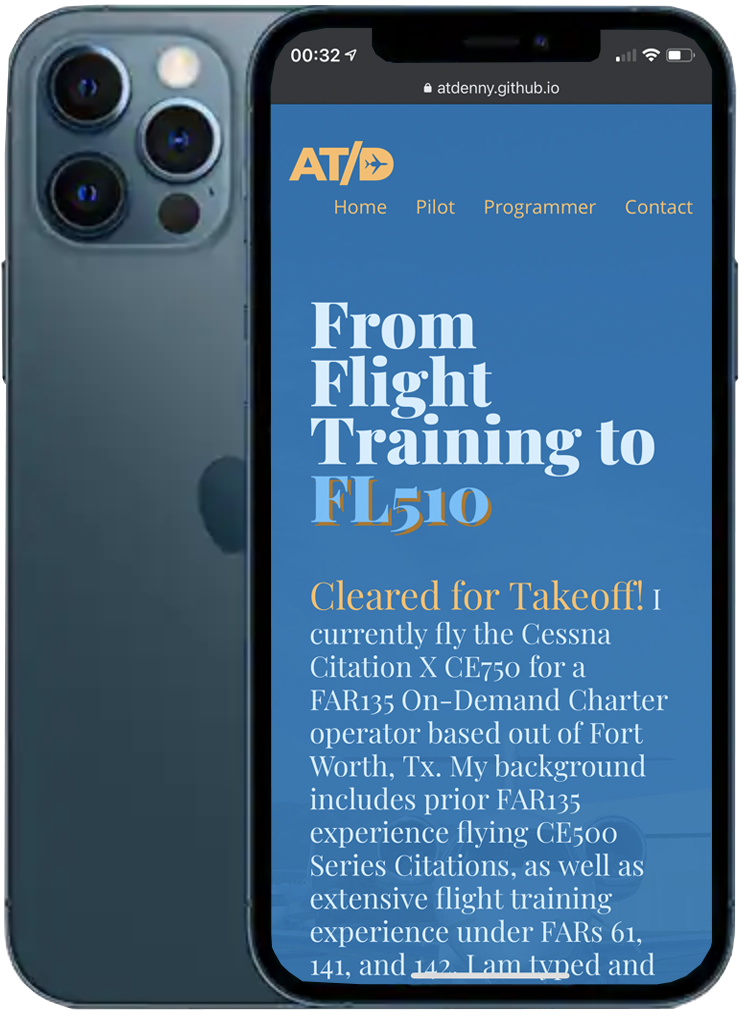 00:32
atdenny.github.io
AT/D
Home Pilot Programmer Contact
From
Flight
Training to
FL510
Cleared for Takeoff! I
currently fly the Cessna
Citation X CE750 for a
FAR135 On-Demand Charter
operator based out of Fort
Worth, Tx. My background
includes prior FAR135
experience flying CE500
Series Citations, as well as
extensive flight training
experience under FARs 61,
141, and 142. I am typed and